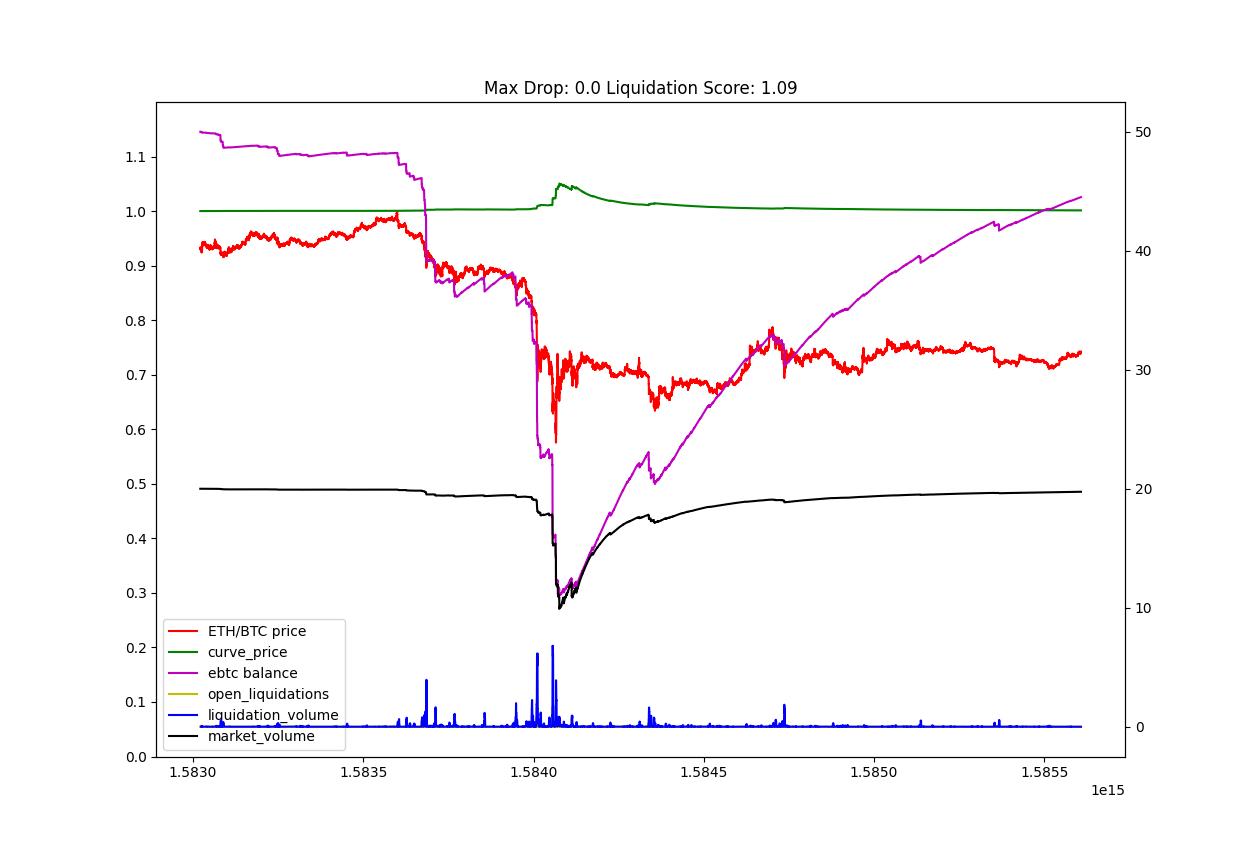 Max Drop: 0.0 Liquidation Score: 1.09
1.1
1.0
0.9
0.8
0.7
0.6
0.5
0.4
0.3
0.2
0.1
0.0
50
40
30
20
10
0
ETH/BTC price
curve_price
ebtc balance
open_liquidations
liquidation_volume
market_volume
1.5830 1.5835 1.5840 1.5845 1.5850 1.5855
1e15